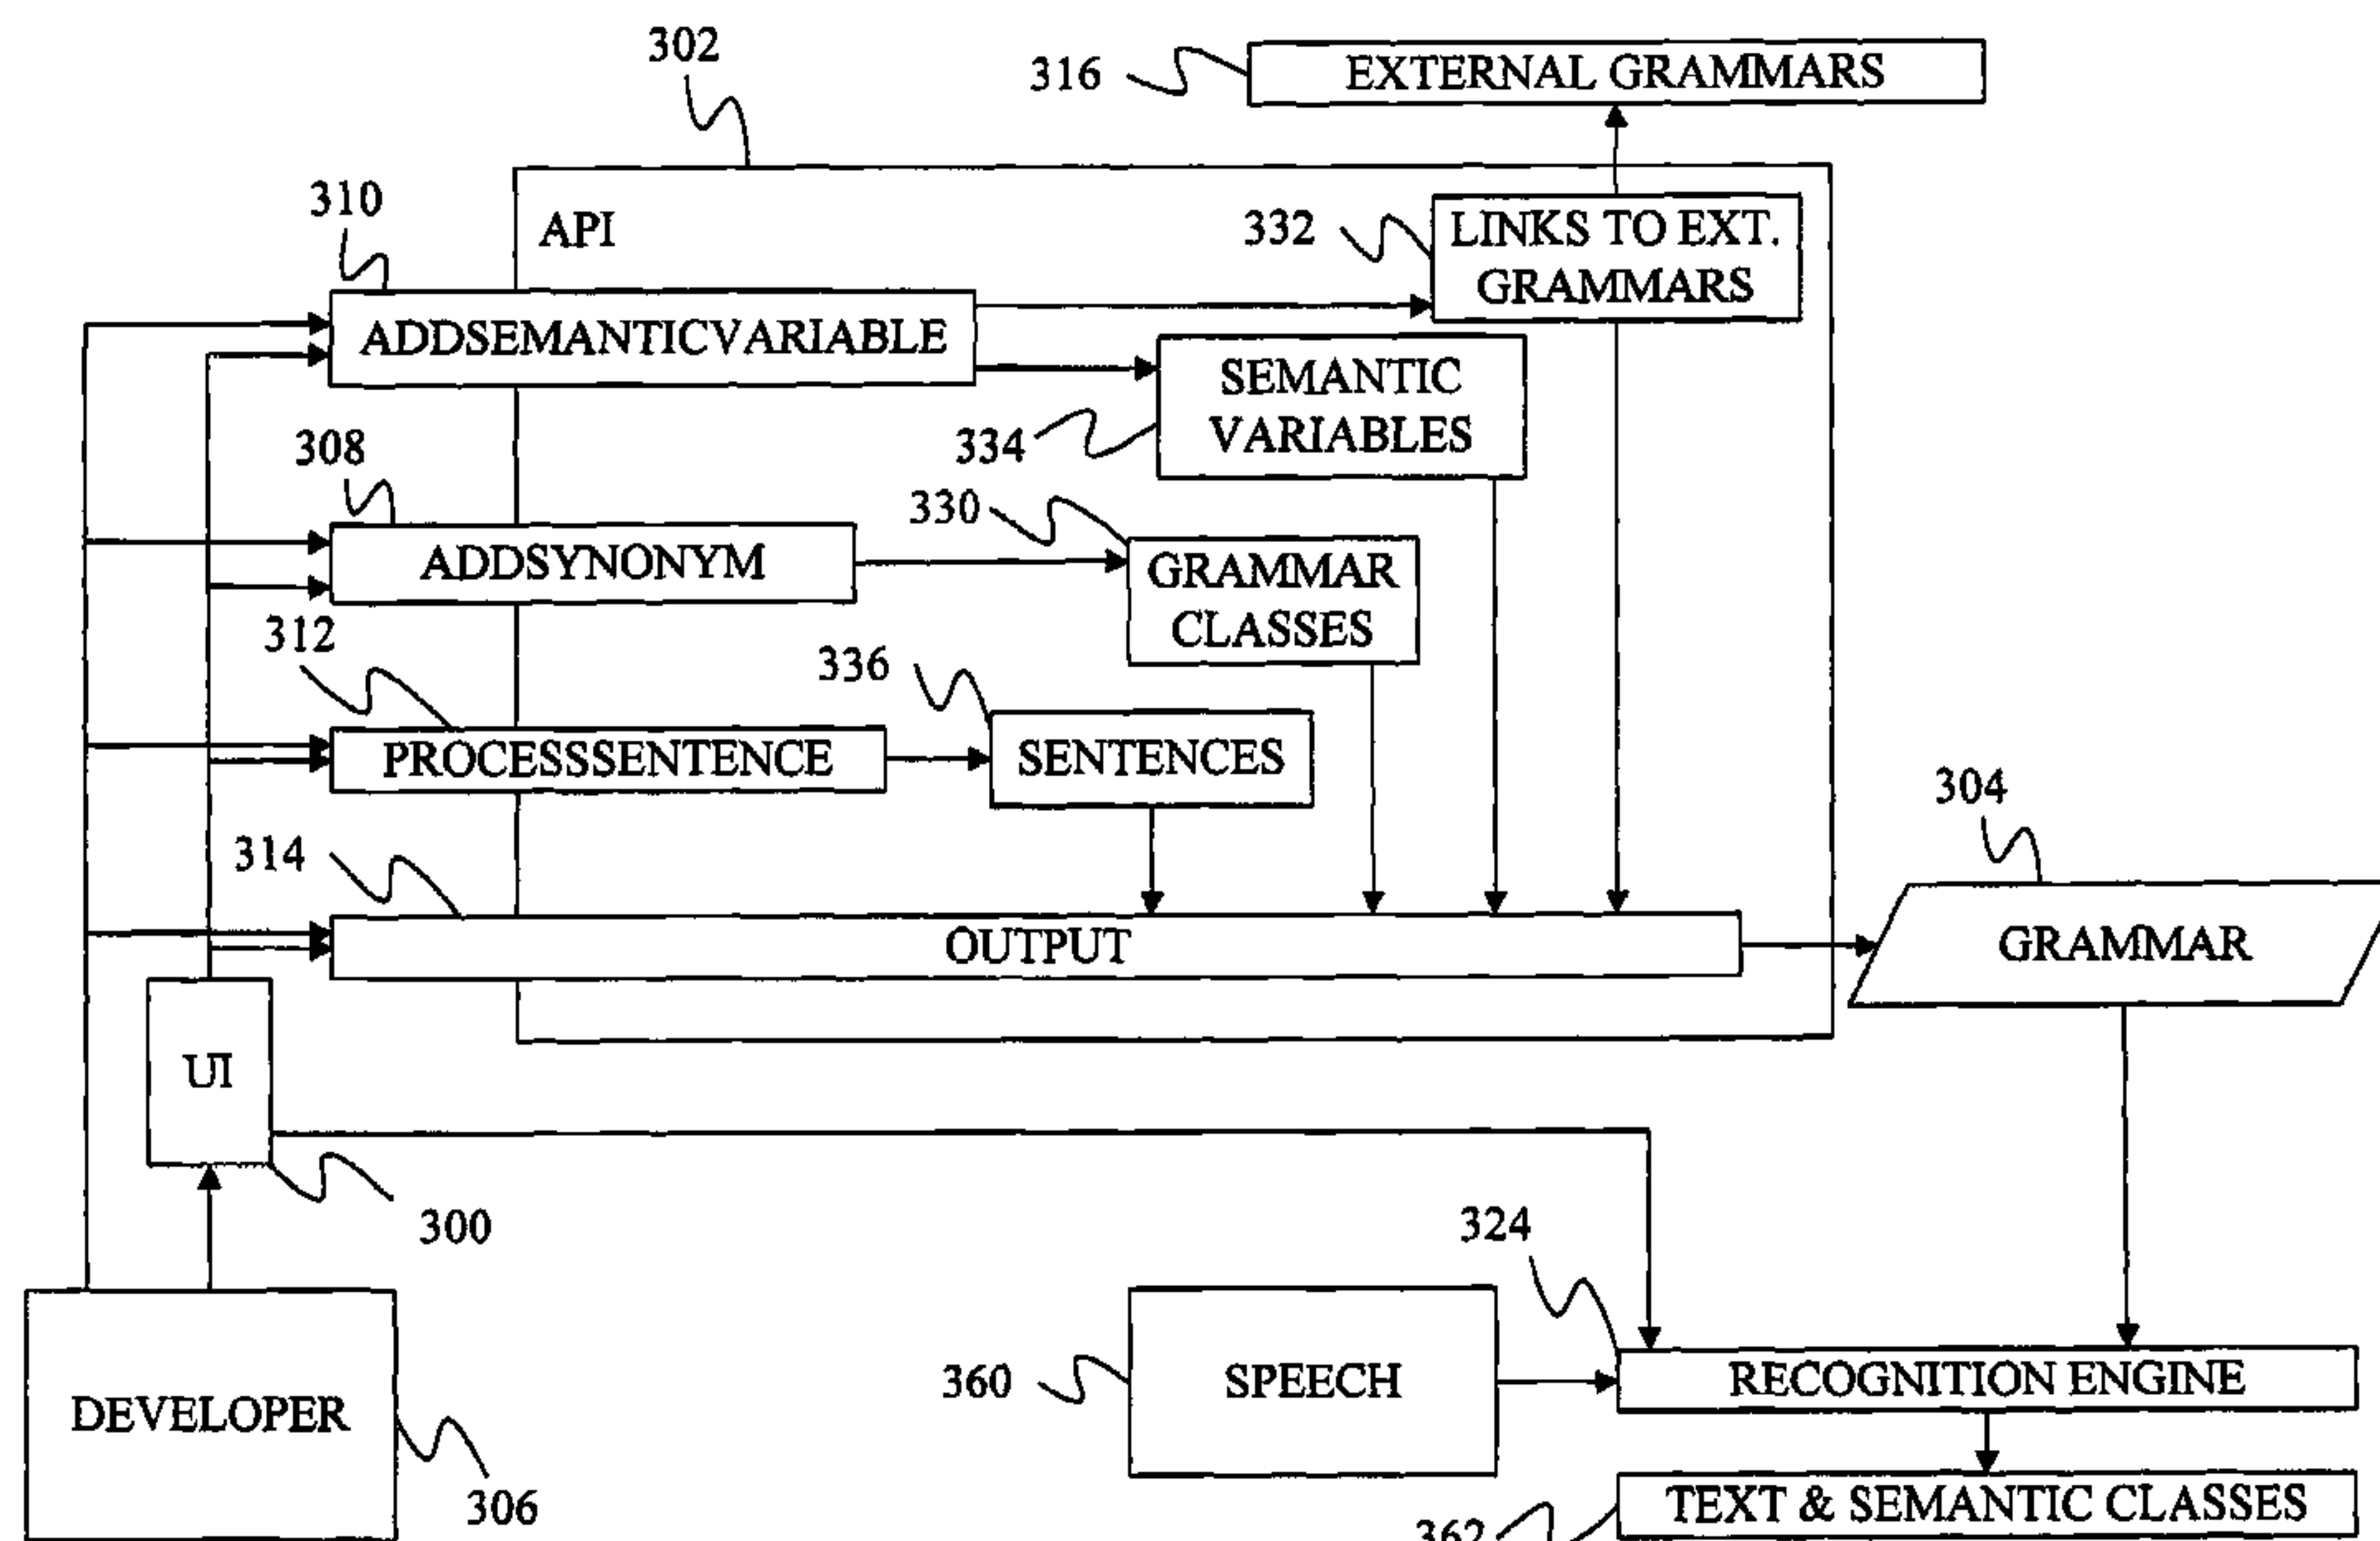 302
316
EXTERNAL GRAMMARS
310
API
332
LINKS TO EXT.
GRAMMARS
ADDSEMANTICVARIABLE
SEMANTIC
VARIABLES
334
308
330
ADDSYNONYM
GRAMMAR
CLASSES
312
336
PROCESSSENTENCE
SENTENCES
304
314
OUTPUT
GRAMMAR
UI
300
324
360
SPEECH
RECOGNITION ENGINE
DEVELOPER
306
TEXT & SEMANTIC CLASSES
362